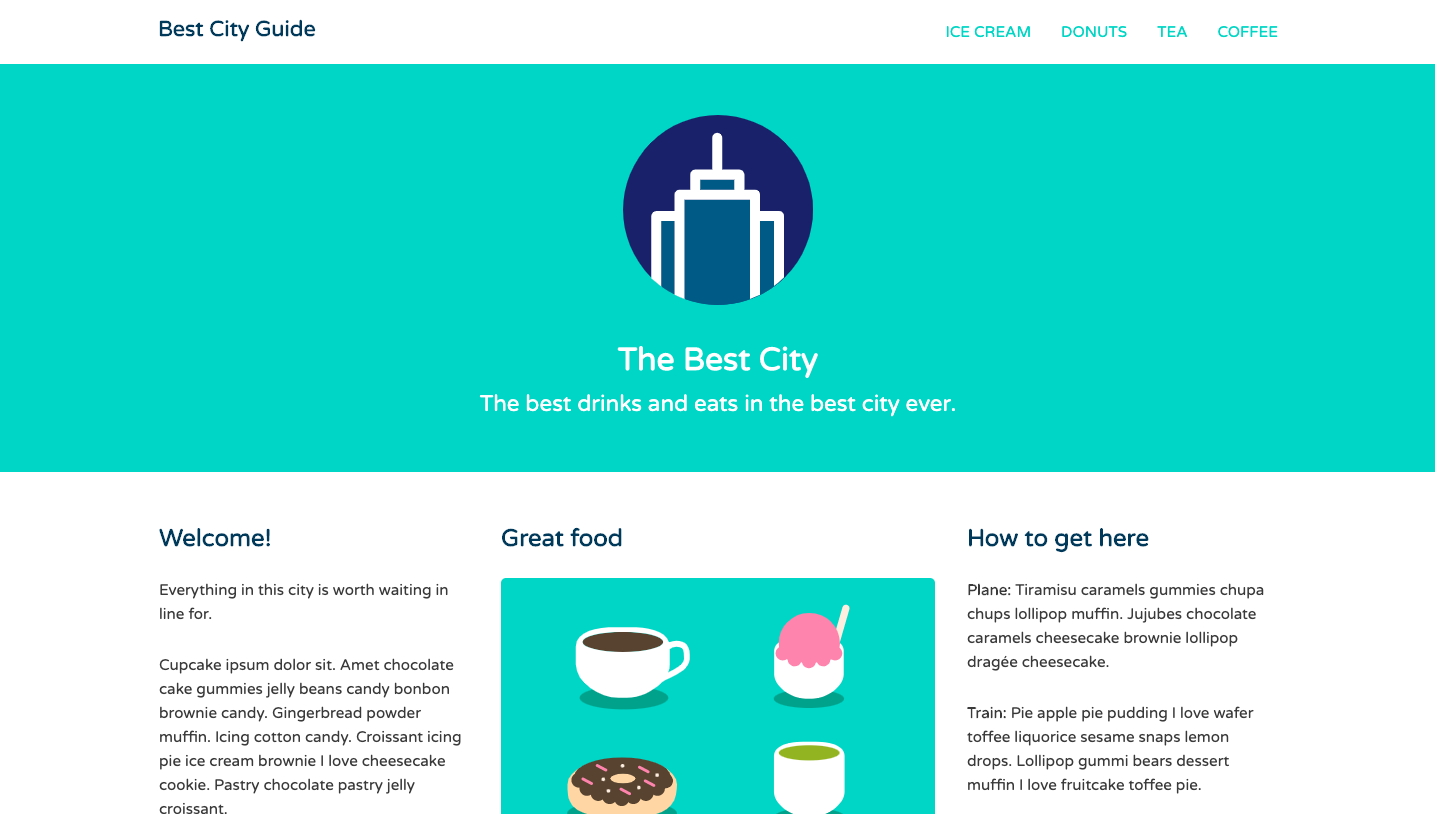 Best City Guide
ICE CREAM DONUTS TEA COFFEE
The Best City
The best drinks and eats in the best city ever.
Welcome!
Everything in this city is worth waiting in
line for.
Cupcake ipsum dolor sit. Amet chocolate
cake gummies jelly beans candy bonbon
brownie candy. Gingerbread powder
muffin. Icing cotton candy. Croissant icing
pie ice cream brownie I love cheesecake
cookie. Pastry chocolate pastry jelly
croissant.
Great food
How to get here
Plane: Tiramisu caramels gummies chupa
chups lollipop muffin. Jujubes chocolate
caramels cheesecake brownie lollipop
dragée cheesecake.
Train: Pie apple pie pudding I love wafer
toffee liquorice sesame snaps lemon
drops. Lollipop gummi bears dessert
muffin I love fruitcake toffee pie.